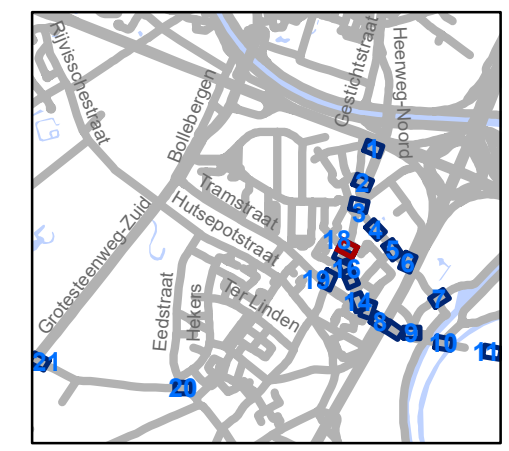 Rijvisschestraat
Bollebergen
Gestichtstraat
Heerweg-Noord
Tramstraat
Hutsepotstraat
Grotesteenweg-Zuid
Eedstraat
Hekers
Ter Linden
1
2
3
4
5
6
7
18
16
19
14
8
9
10
11
20
21